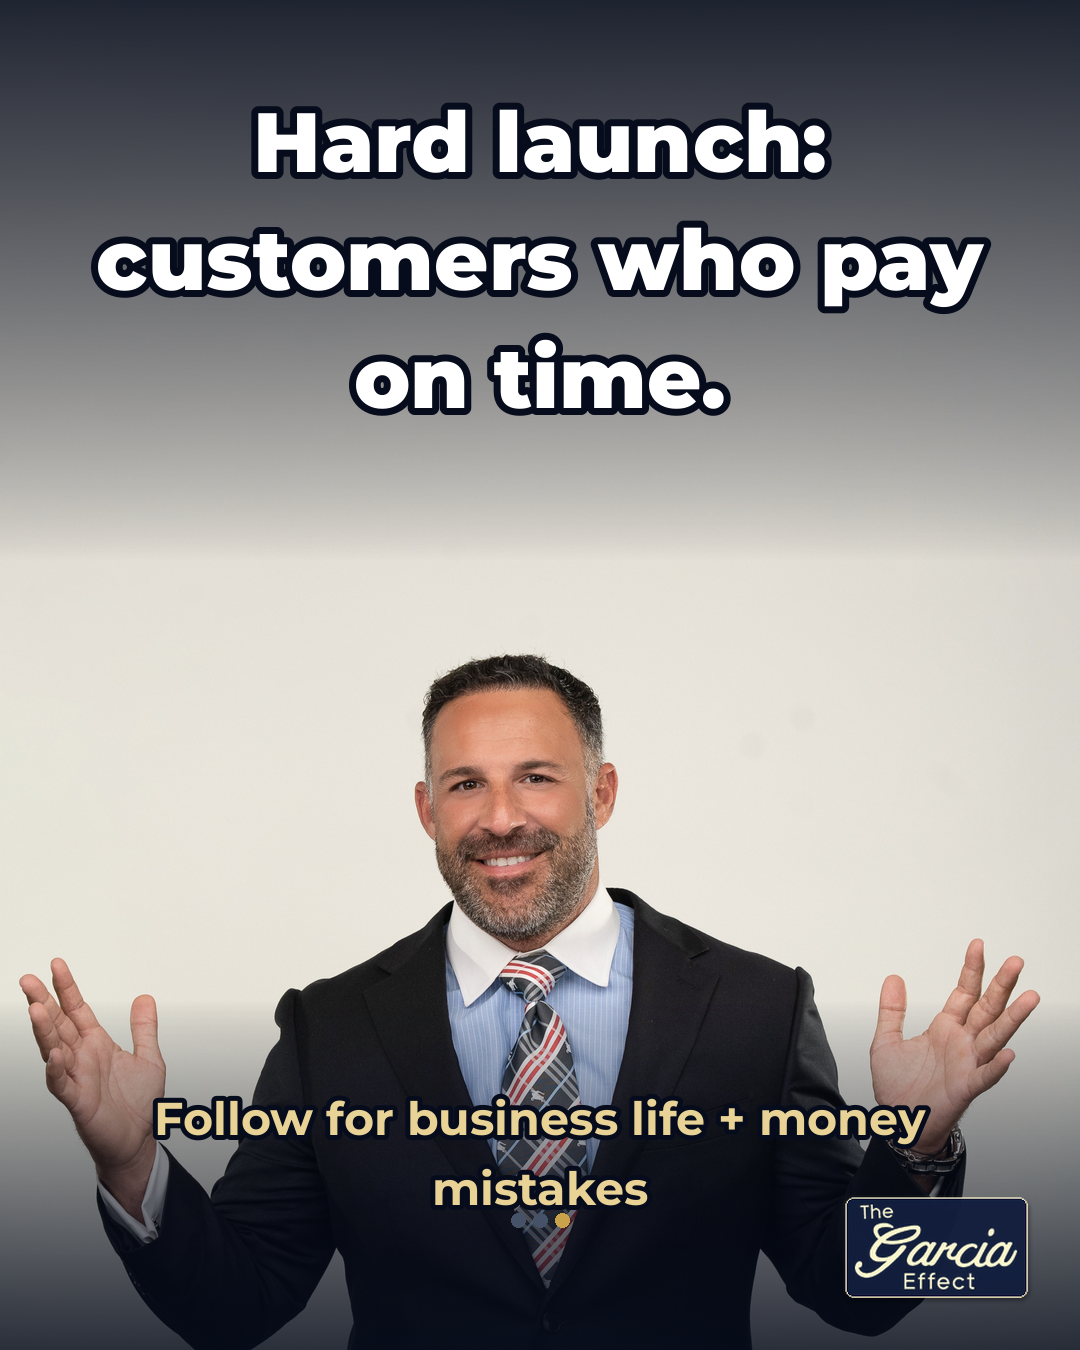 Hard launch:
customers who pay
on time.
Follow for business life + money
mistakes
The
Garcia
Effect